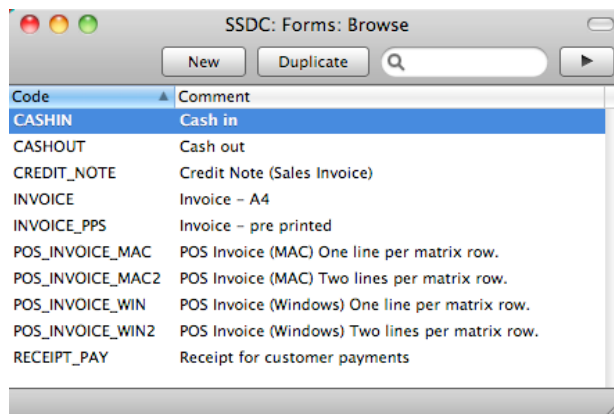 SSDC: Forms: Browse
New Duplicate
Code Comment
CASHIN Cash in
CASHOUT Cash out
CREDIT_NOTE Credit Note (Sales Invoice)
INVOICE Invoice – A4
INVOICE_PPS Invoice – pre printed
POS_INVOICE_MAC POS Invoice (MAC) One line per matrix row.
POS_INVOICE_MAC2 POS Invoice (MAC) Two lines per matrix row.
POS_INVOICE_WIN POS Invoice (Windows) One line per matrix row.
POS_INVOICE_WIN2 POS Invoice (Windows) Two lines per matrix row.
RECEIPT_PAY Receipt for customer payments